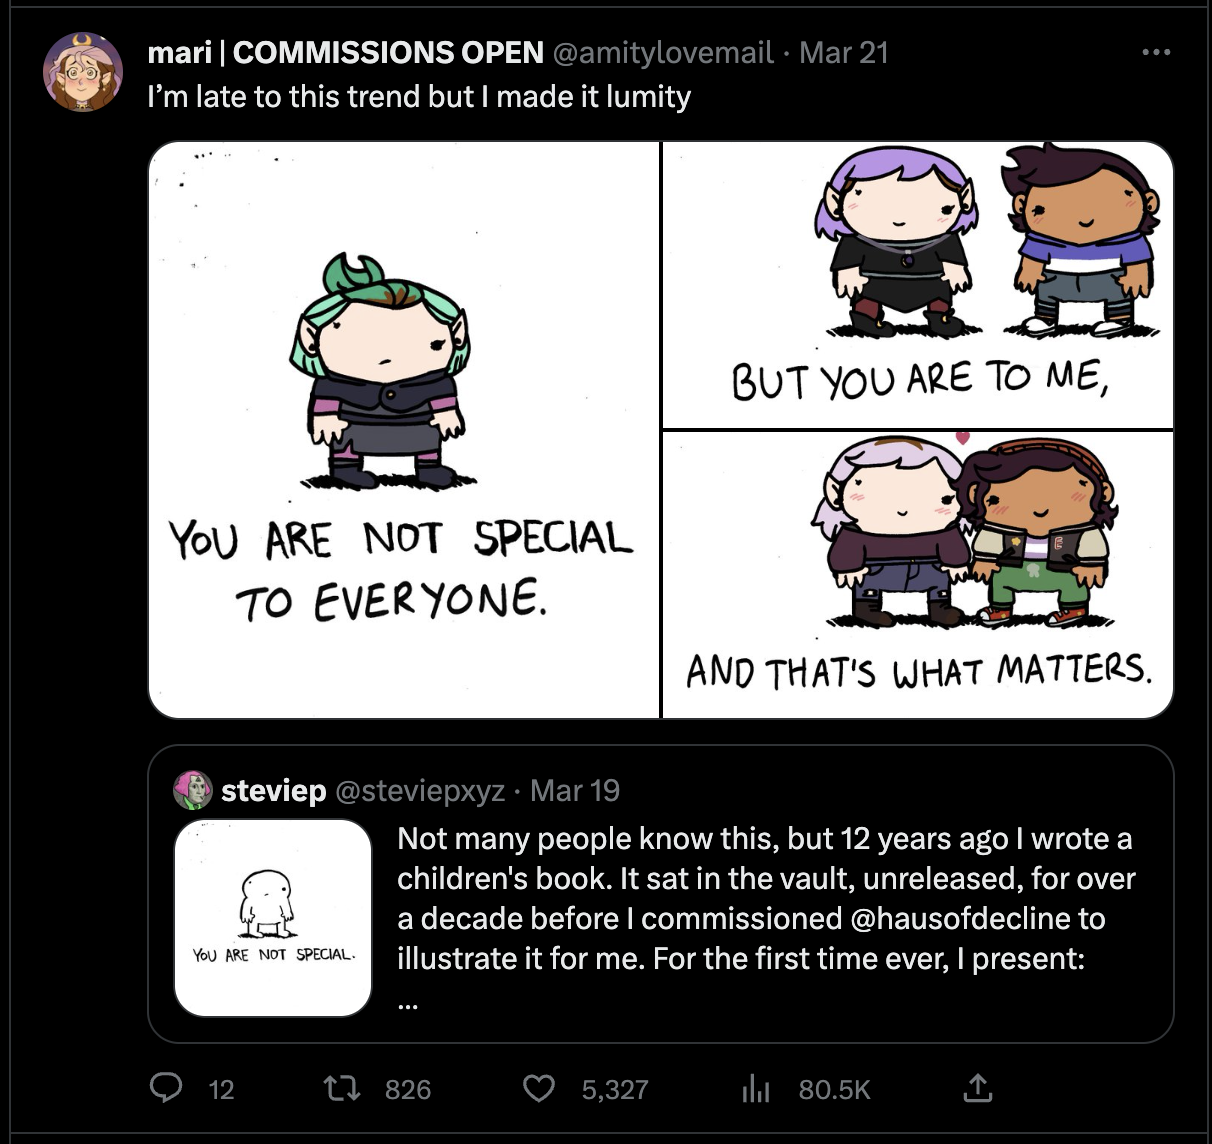 mari | COMMISSIONS OPEN @amitylovemail · Mar 21
I'm late to this trend but I made it lumity
YOU ARE NOT SPECIAL
TO EVERYONE.
BUT YOU ARE TO ME,
E
AND THAT'S WHAT MATTERS.
steviep @steviepxyz · Mar 19
YOU ARE NOT SPECIAL.
Not many people know this, but 12 years ago I wrote a
children's book. It sat in the vault, unreleased, for over
a decade before I commissioned @hausofdecline to
illustrate it for me. For the first time ever, I present:
...
12 826 5,327 80.5K